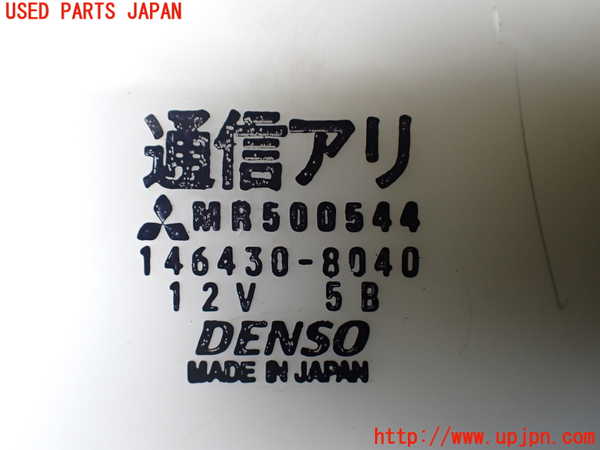 USED PARTS JAPAN
通信アリ
MR500544
146430-8040
12V 5B
DENSO
MADE IN JAPAN
http://www.upjpn.com